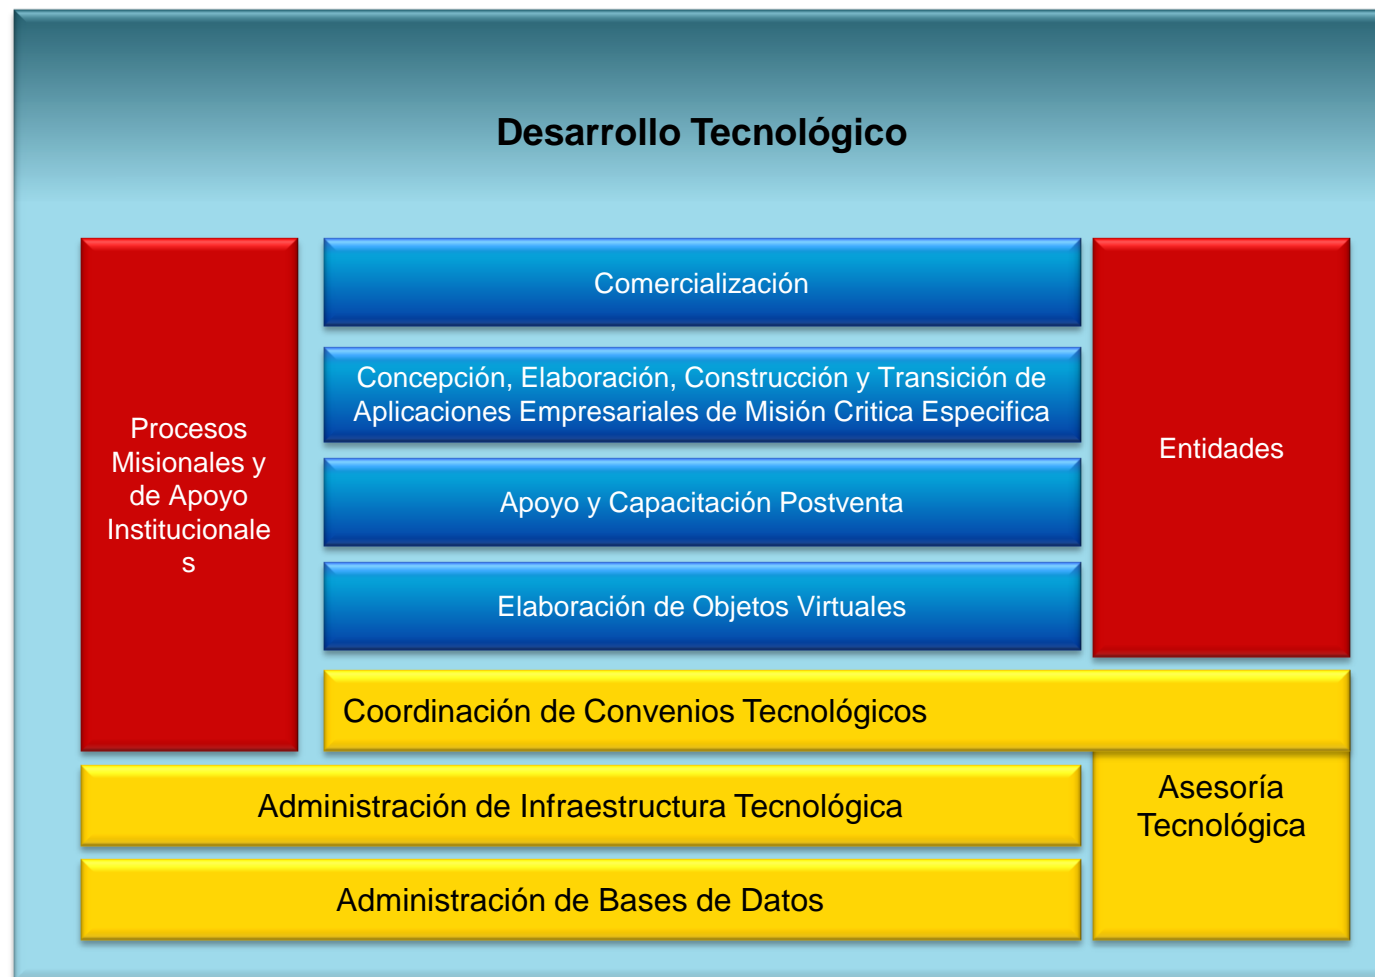 Desarrollo Tecnológico
Procesos
Misionales y
de Apoyo
Institucionale
s
Comercialización
Concepción, Elaboración, Construcción y Transición de
Aplicaciones Empresariales de Misión Critica Especifica
Apoyo y Capacitación Postventa
Elaboración de Objetos Virtuales
Entidades
Coordinación de Convenios Tecnológicos
Administración de Infraestructura Tecnológica
Asesoría
Tecnológica
Administración de Bases de Datos